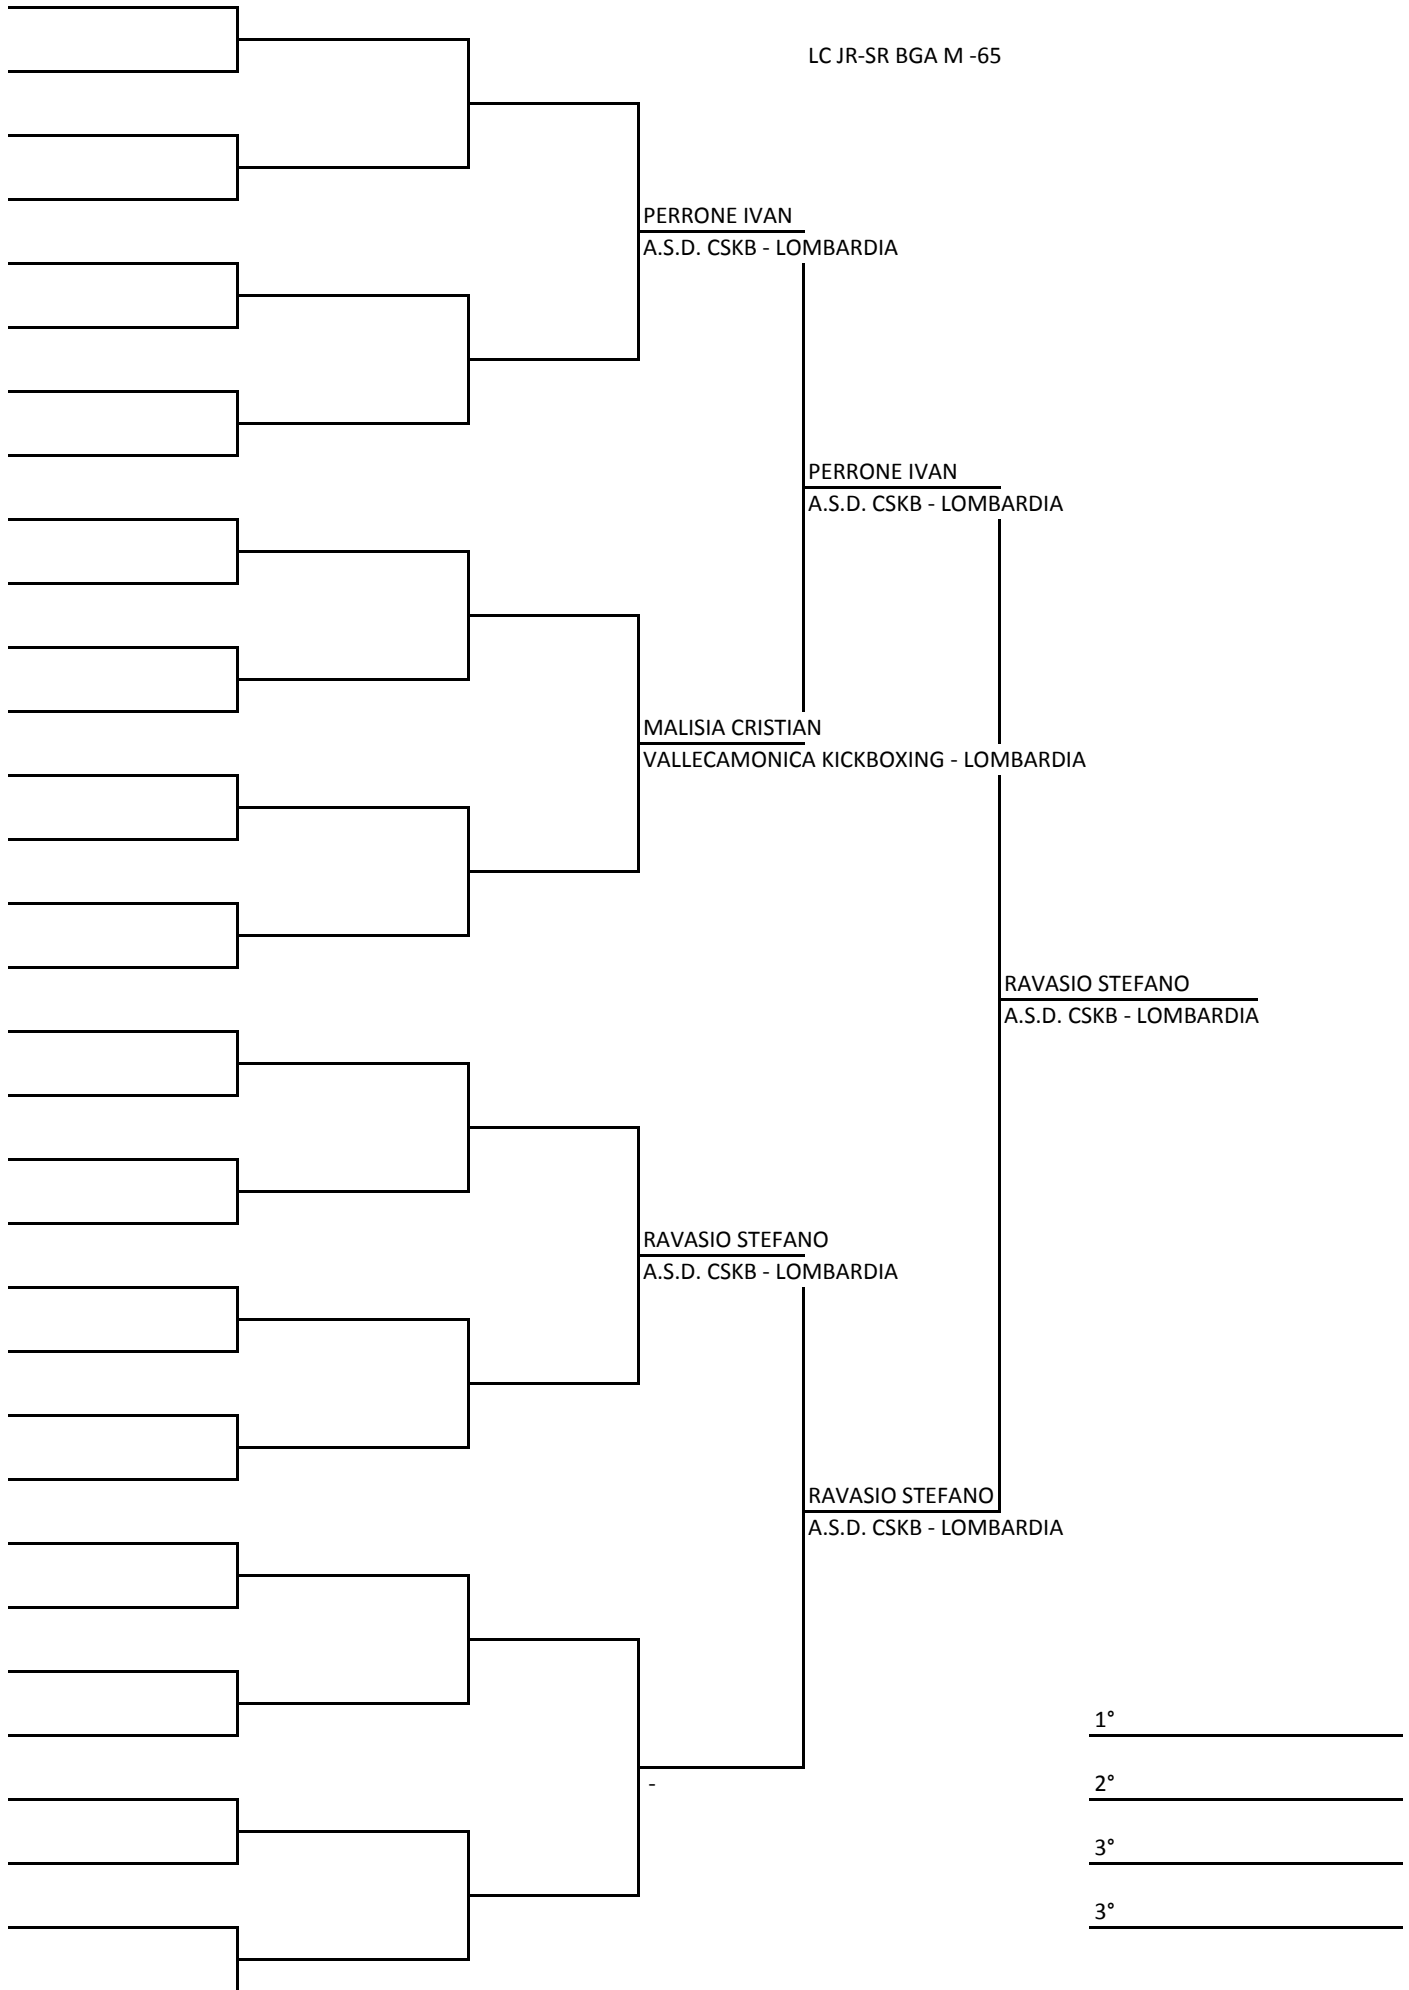 LC JR-SR BGA M -65
PERRONE IVAN
A.S.D. CSKB - LOMBARDIA
PERRONE IVAN
A.S.D. CSKB - LOMBARDIA
MALISIA CRISTIAN
VALLECAMONICA KICKBOXING - LOMBARDIA
RAVASIO STEFANO
A.S.D. CSKB - LOMBARDIA
RAVASIO STEFANO
A.S.D. CSKB - LOMBARDIA
RAVASIO STEFANO
A.S.D. CSKB - LOMBARDIA
1°
-
2°
3°
3°